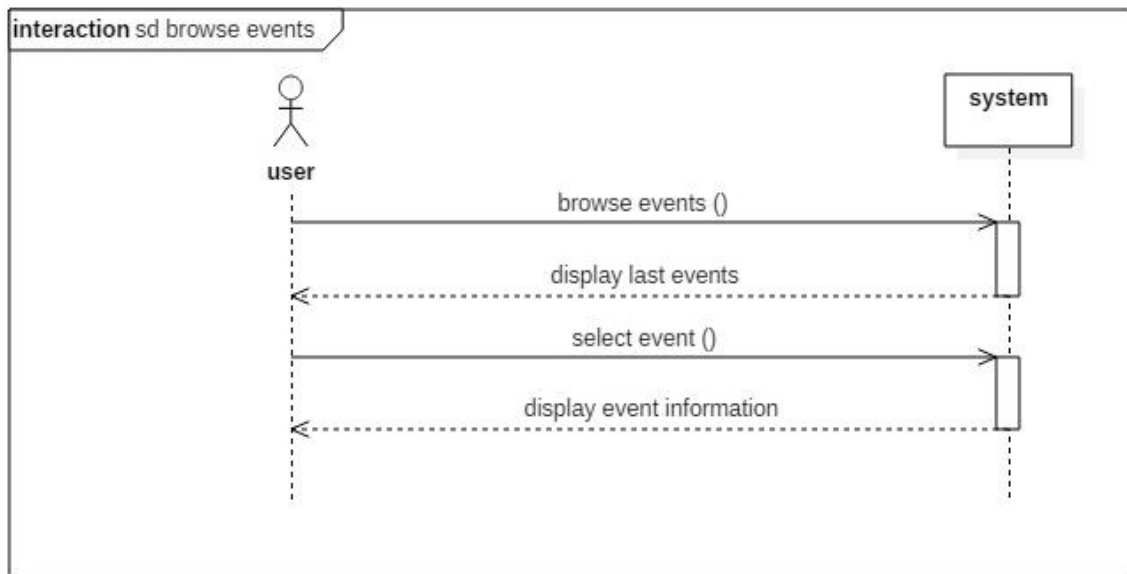 interaction sd browse events
system
user
browse events ()
display last events
select event ()
display event information